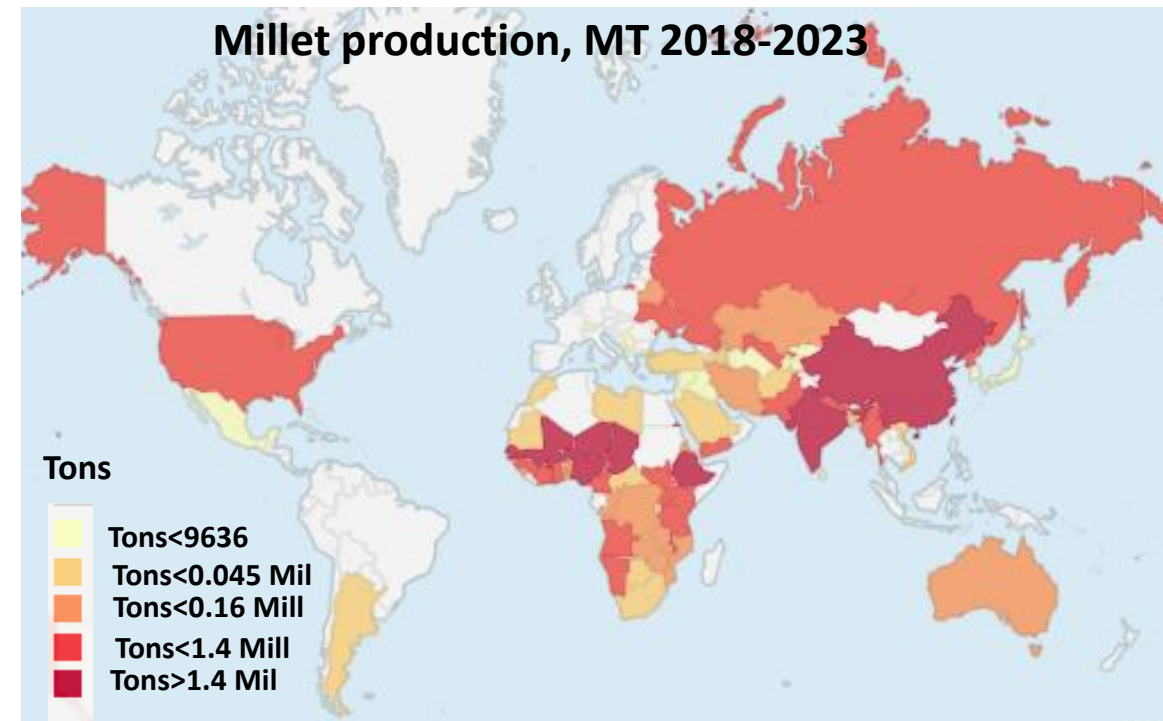 Millet production, MT 2018-2023
Tons
Tons<9636
Tons<0.045 Mil
Tons<0.16 Mill
Tons<1.4 Mill
Tons>1.4 Mil